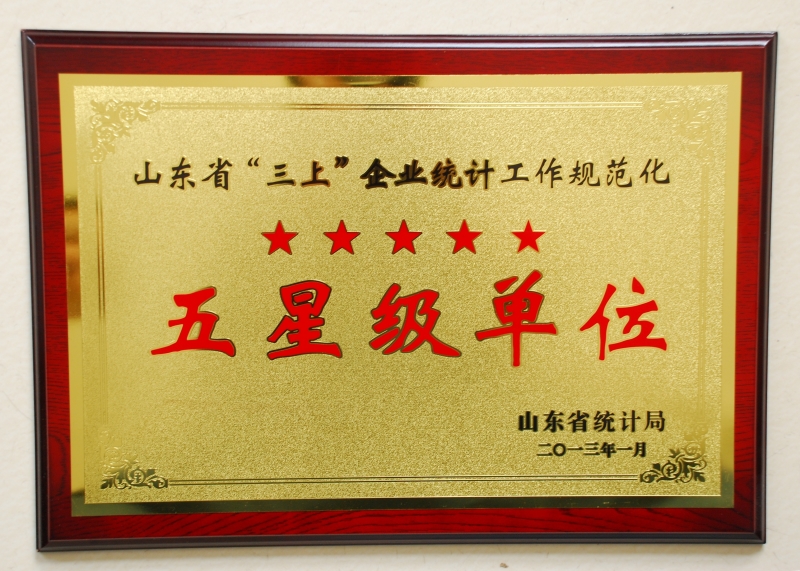 山东省“三上”企业统计工作规范化
★★★★★
五星级单位
山东省统计局
二〇一三年一月